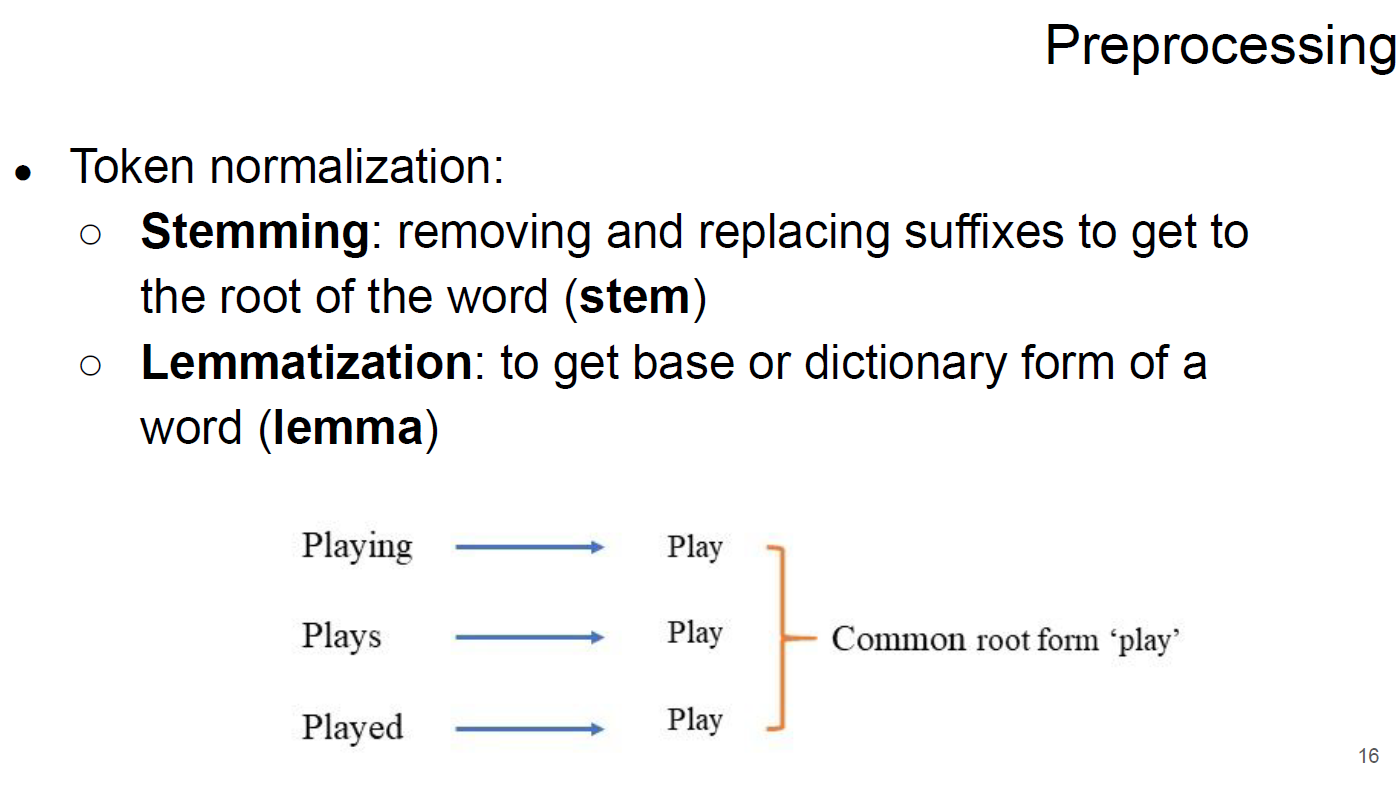 Preprocessing
● Token normalization:
○ Stemming: removing and replacing suffixes to get to
the root of the word (stem)
○ Lemmatization: to get base or dictionary form of a
word (lemma)
Playing Play
Plays Play
Common root form ‘play’
Played Play
16